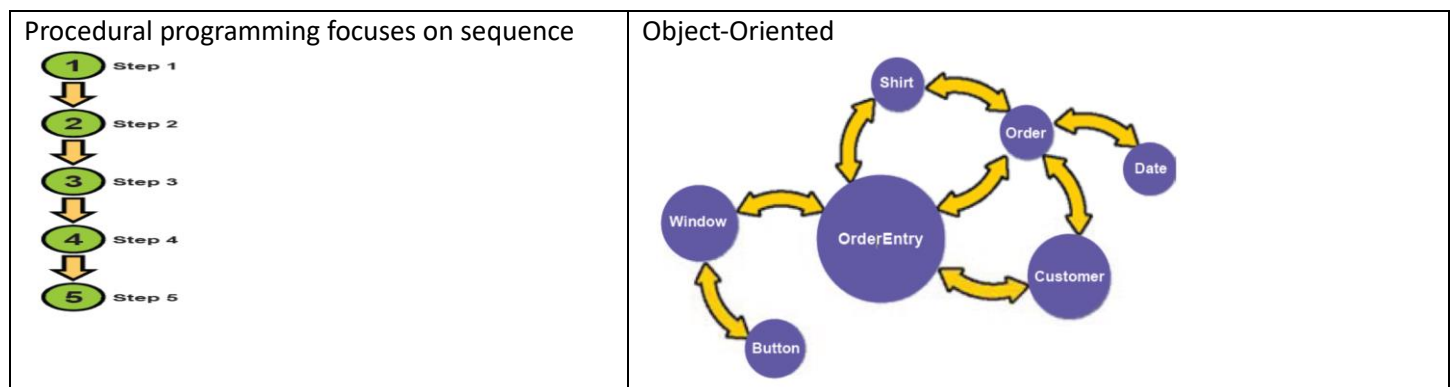 Procedural programming focuses on sequence
1 Step 1
2 Step 2
3 Step 3
4 Step 4
5 Step 5
Object-Oriented
Shirt
Order
Date
Window
OrderEntry
Customer
Button